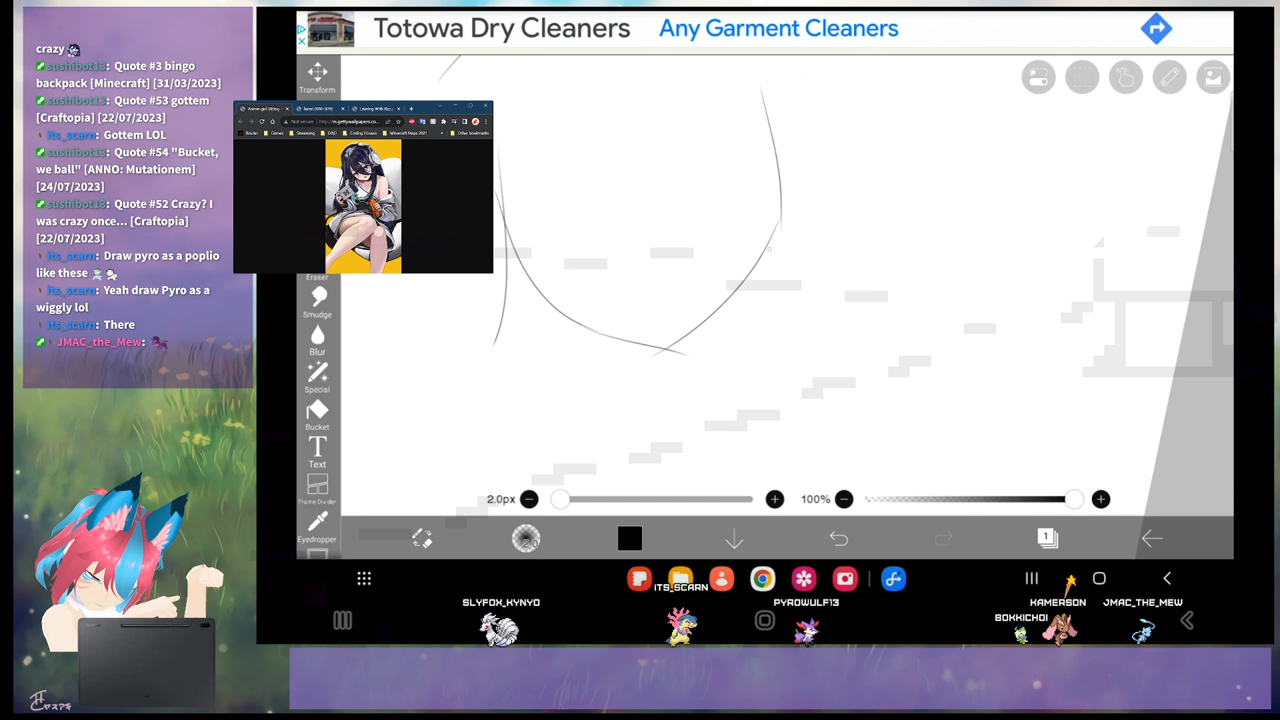 crazy
sushibot13: Quote #3 bingo
backpack [Minecraft] [31/03/2023]
sushibot13: Quote #53 gottem
[Craftopia] [22/07/2023]
its_scarn: Gottem LOL
sushibot13: Quote #54 "Bucket,
we ball" [ANNO: Mutationem]
[24/07/2023]
sushibot13: Quote #52 Crazy? I
was crazy once... [Craftopia]
[22/07/2023]
its_scarn: Draw pyro as a poplio
like these
its_scarn: Yeah draw Pyro as a
wiggly lol
its_scarn: There
JMAC_the_Mew:
Totowa Dry Cleaners Any Garment Cleaners
Transform
Eraser
Smudge
Blur
Special
Bucket
T
Text
Frame Divider
Eyedropper
2.0px
100%
1
ITS_SCARN
SLYFOX_KYNYO
PYROWULF13
KAMERSON
JMAC_THE_MEW
BOKKICHOI